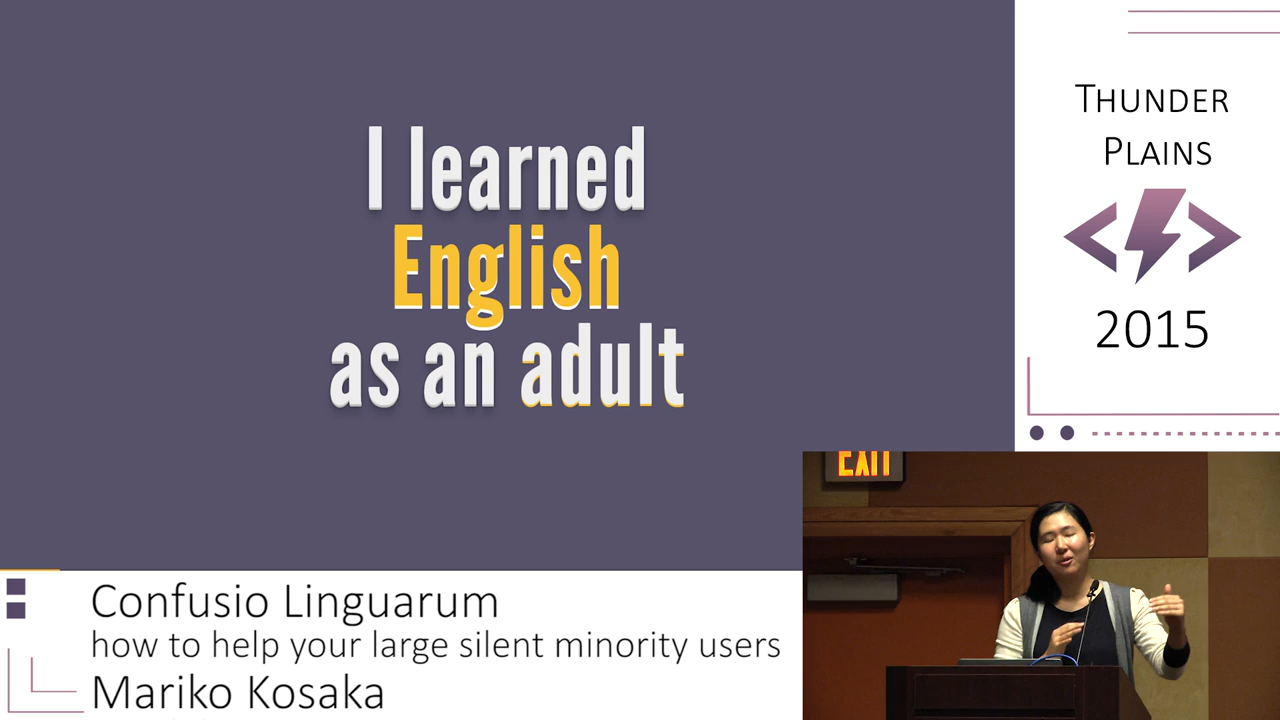 I learned
English
as an adult
THUNDER
PLAINS
2015
EXIT
Confusio Linguarum
how to help your large silent minority users
Mariko Kosaka